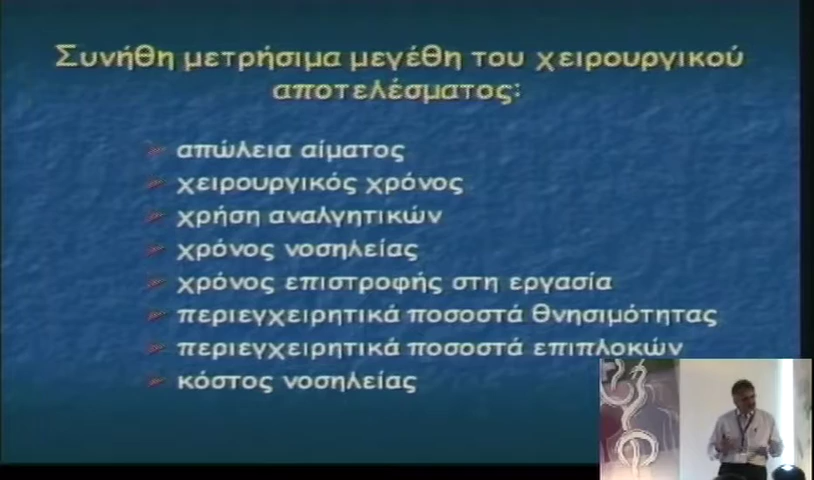 Συνήθη μετρήσιμα μεγέθη του χειρουργικού
αποτελέσματος:
απώλεια αίματος
χειρουργικός χρόνος
χρήση αναλγητικών
χρόνος νοσηλείας
χρόνος επιστροφής στη εργασία
περιεγχειρητικά ποσοστά θνησιμότητας
περιεγχειρητικά ποσοστά επιπλοκών
κόστος νοσηλείας